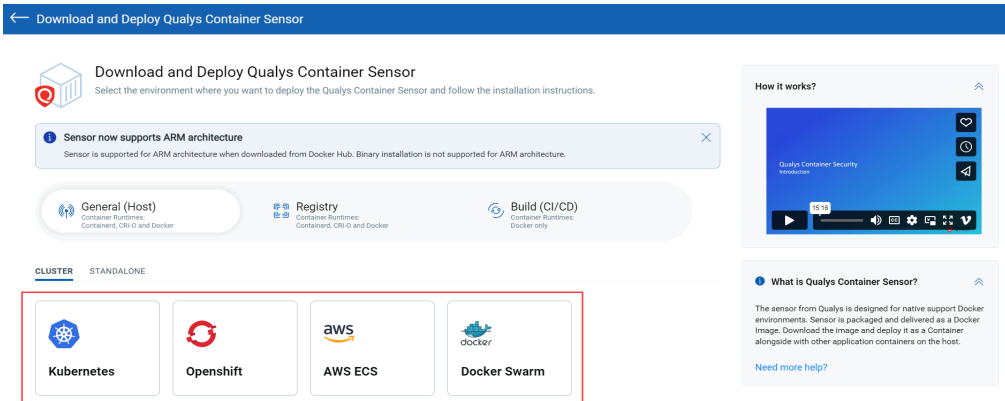 Download and Deploy Qualys Container Sensor
Download and Deploy Qualys Container Sensor
Select the environment where you want to deploy the Qualys Container Sensor and follow the installation instructions.
Sensor now supports ARM architecture
Sensor is supported for ARM architecture when downloaded from Docker Hub. Binary installation is not supported for ARM architecture.
General (Host)
Container Runtimes:
Containerd, CRI-O and Docker
Registry
Container Runtimes:
Containerd, CRI-O and Docker
Build (CI/CD)
Container Runtimes:
Docker only
CLUSTER
STANDALONE
Kubernetes
Openshift
aws
AWS ECS
docker
Docker Swarm
How it works?
Qualys Container Security
Introduction
15:16
CC
What is Qualys Container Sensor?
The sensor from Qualys is designed for native support Docker
environments. Sensor is packaged and delivered as a Docker
Image. Download the image and deploy it as a Container
alongside with other application containers on the host.
Need more help?